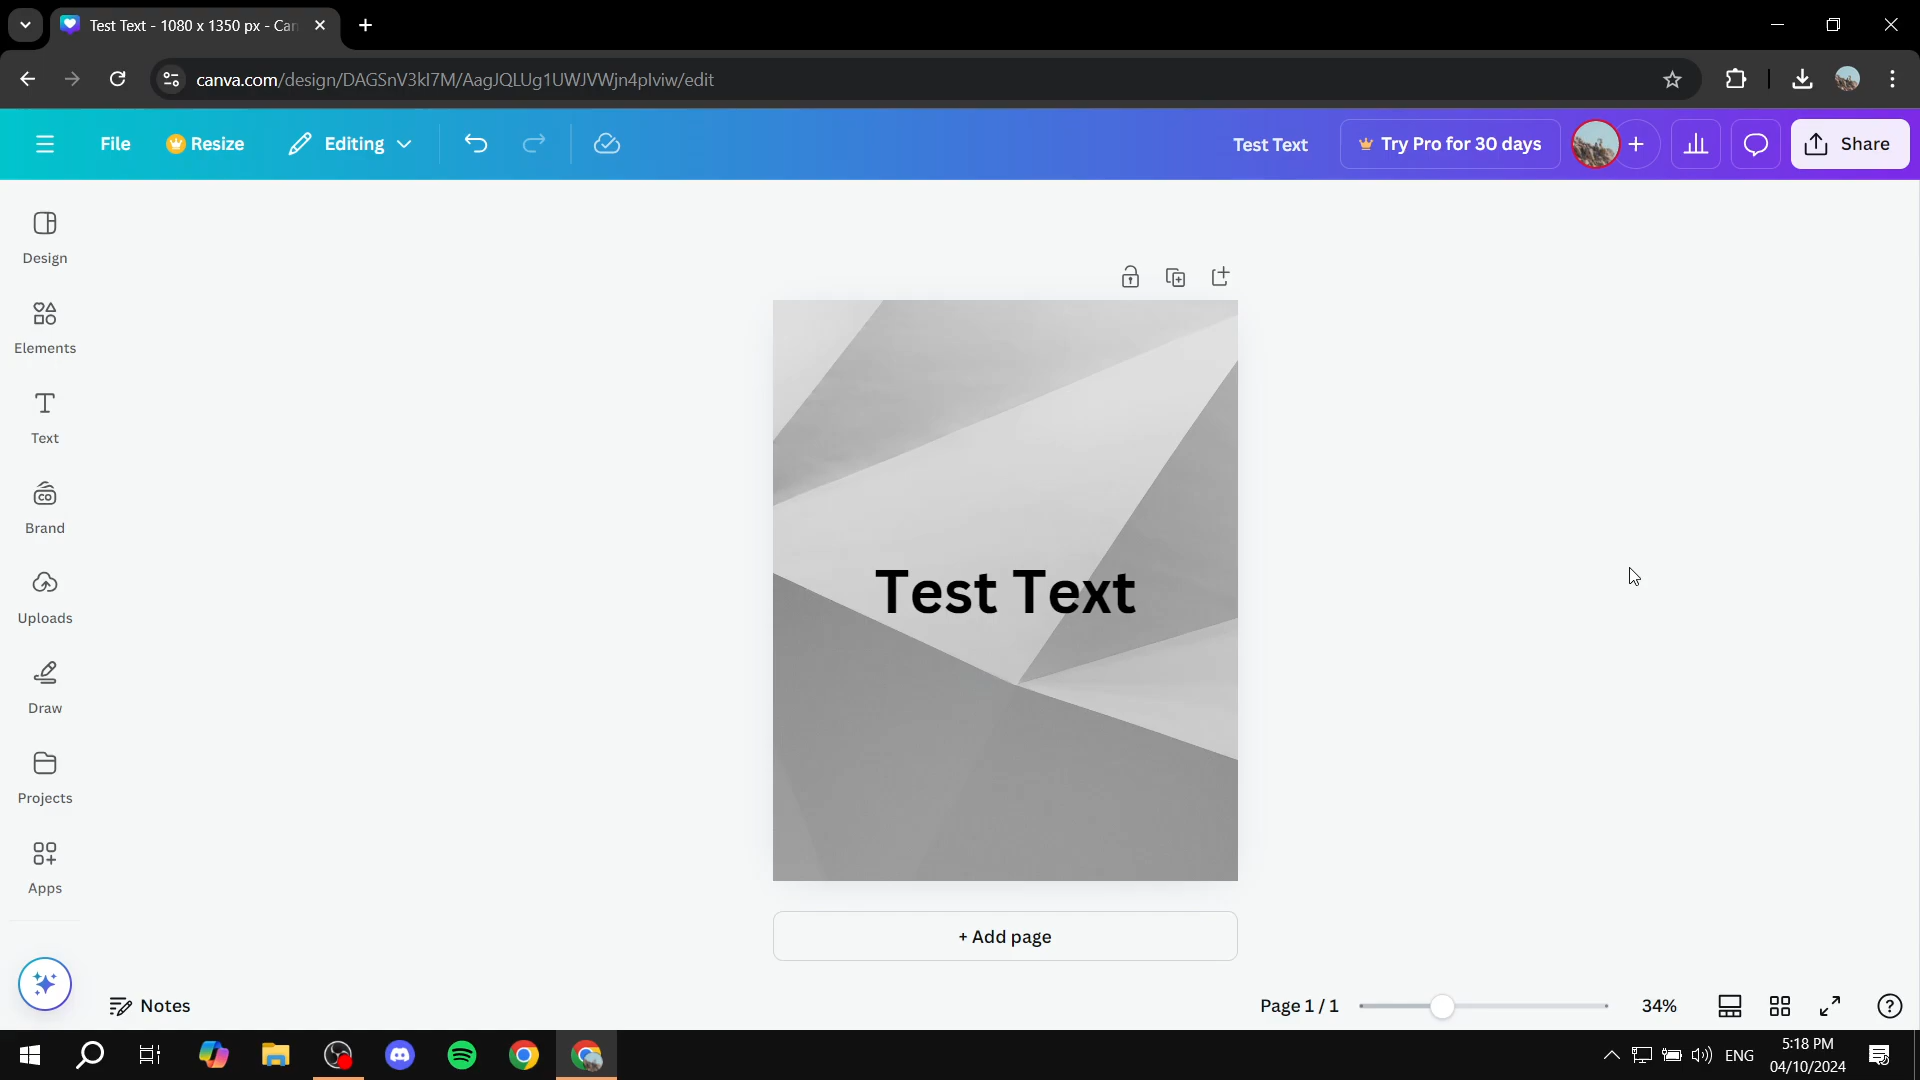 Test Text - 1080 x 1350 px - Can
canva.com/design/DAGSnV3kl7M/AagJQLUg1UWJVWjn4plviw/edit
File Resize Editing Test Text Try Pro for 30 days Share
Design
Elements
Text
Brand
CO
Uploads
Draw
Projects
Apps
Test Text
+ Add page
Notes Page 1 / 1 34%
ENG 5:18 PM
04/10/2024